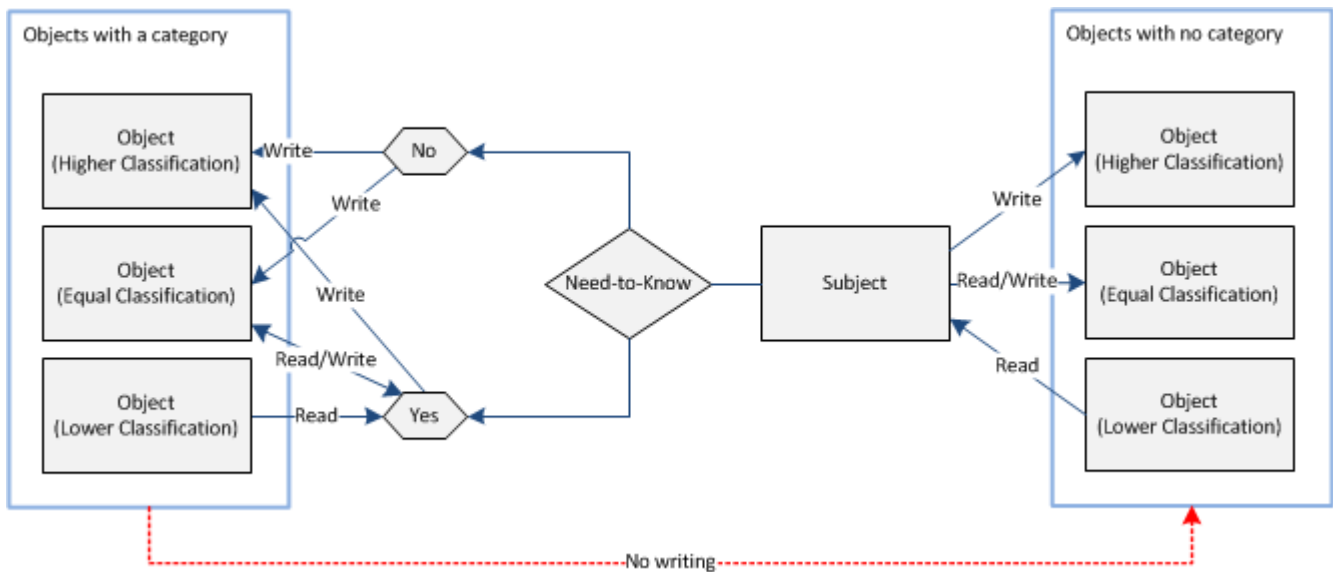 Objects with a category
Objects with no category
Object
(Higher Classification)
Write
No
Object
(Higher Classification)
Write
Write
Object
(Equal Classification)
Write
Need-to-Know
Subject
Read/Write
Object
(Equal Classification)
Read/Write
Read
Object
(Lower Classification)
Read
Yes
Object
(Lower Classification)
No writing